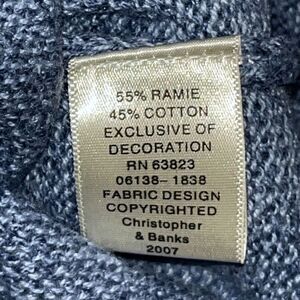 55% RAMIE
45% COTTON
EXCLUSIVE OF
DECORATION
RN 63823
06138-1838
FABRIC DESIGN
COPYRIGHTED
Christopher
& Banks
2007